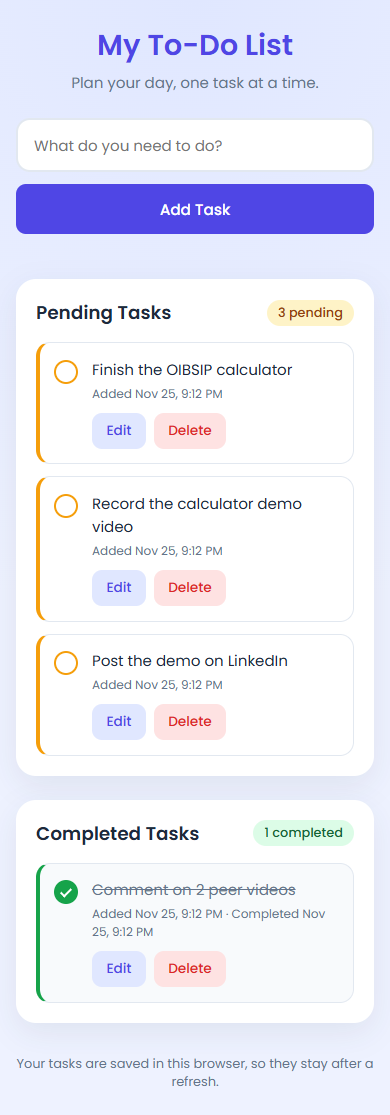 My To-Do List
Plan your day, one task at a time.
What do you need to do?
Add Task
Pending Tasks
3 pending
Finish the OIBSIP calculator
Added Nov 25, 9:12 PM
Edit
Delete
Record the calculator demo
video
Added Nov 25, 9:12 PM
Edit
Delete
Post the demo on LinkedIn
Added Nov 25, 9:12 PM
Edit
Delete
Completed Tasks
1 completed
Comment on 2 peer videos
Added Nov 25, 9:12 PM · Completed Nov
25, 9:12 PM
Edit
Delete
Your tasks are saved in this browser, so they stay after a
refresh.